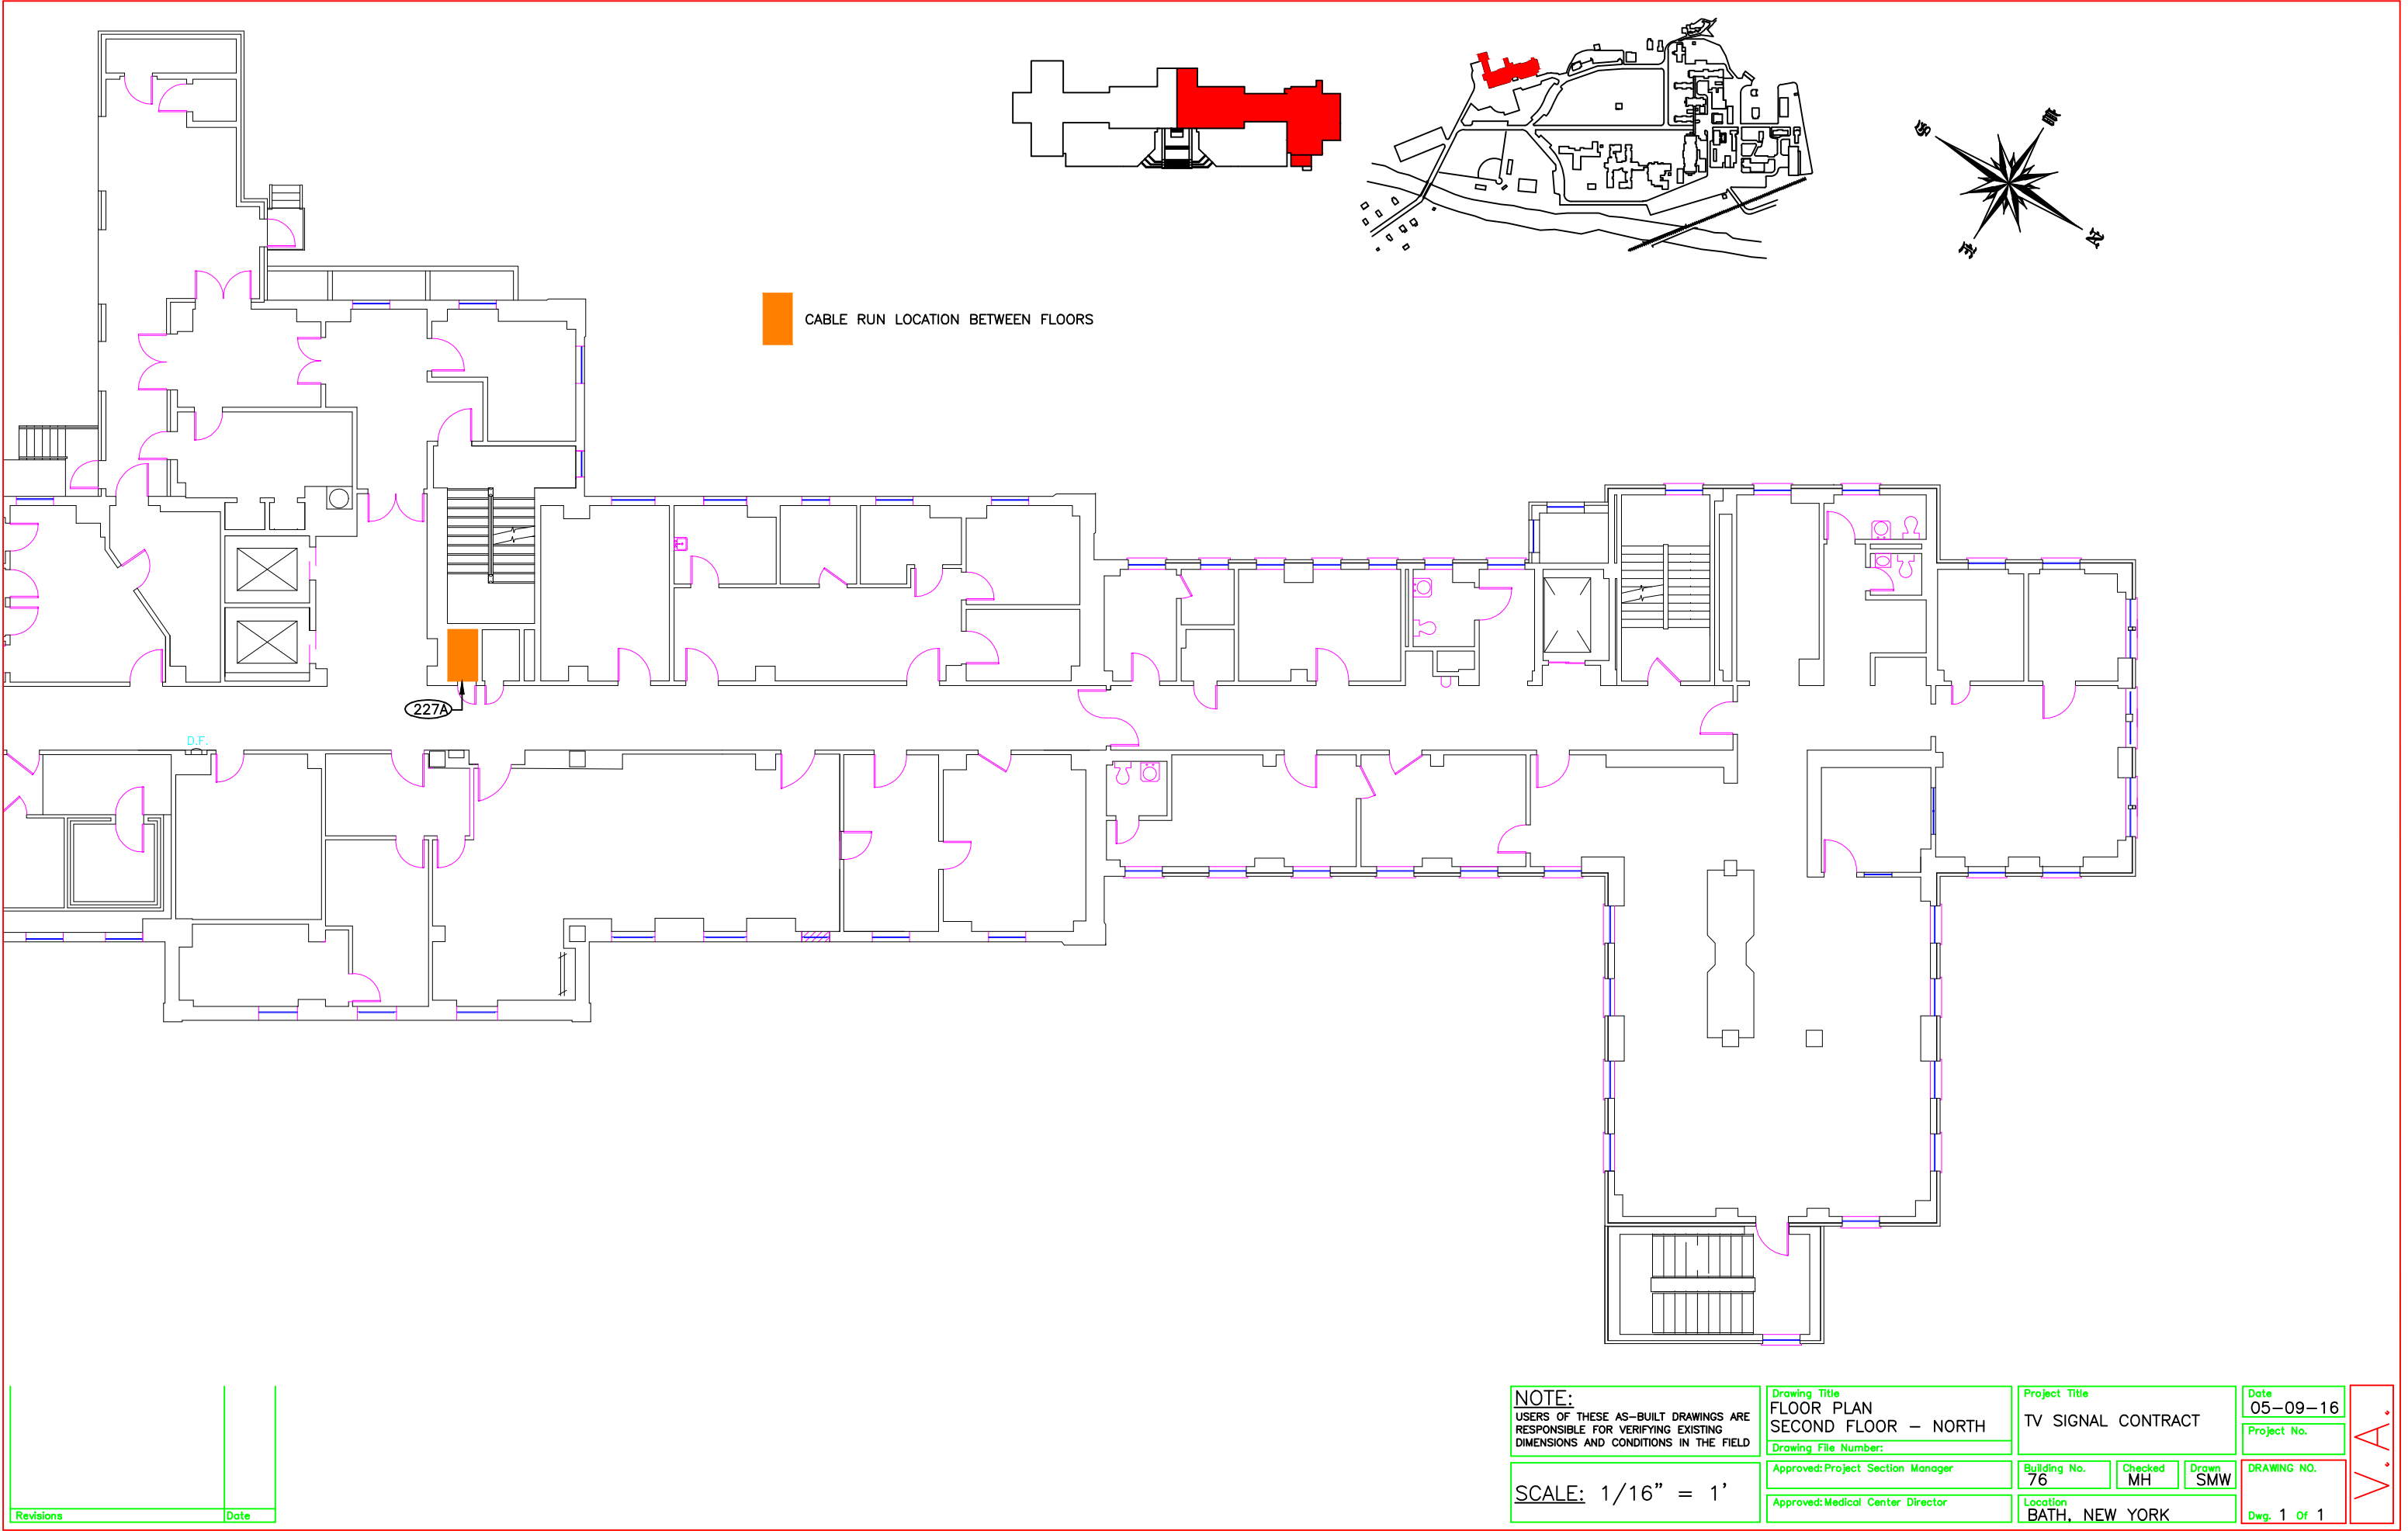 S
E
W
N
CABLE RUN LOCATION BETWEEN FLOORS
227A
D.F.
NOTE:
USERS OF THESE AS-BUILT DRAWINGS ARE
RESPONSIBLE FOR VERIFYING EXISTING
DIMENSIONS AND CONDITIONS IN THE FIELD
SCALE: 1/16" = 1'
Drawing Title
FLOOR PLAN
SECOND FLOOR - NORTH
Drawing File Number:
Approved: Project Section Manager
Approved: Medical Center Director
Project Title
TV SIGNAL CONTRACT
Building No.
76
Checked
MH
Drawn
SMW
Location
BATH, NEW YORK
Date
05-09-16
Project No.
DRAWING NO.
Dwg. 1 Of 1
V.A.
Revisions
Date